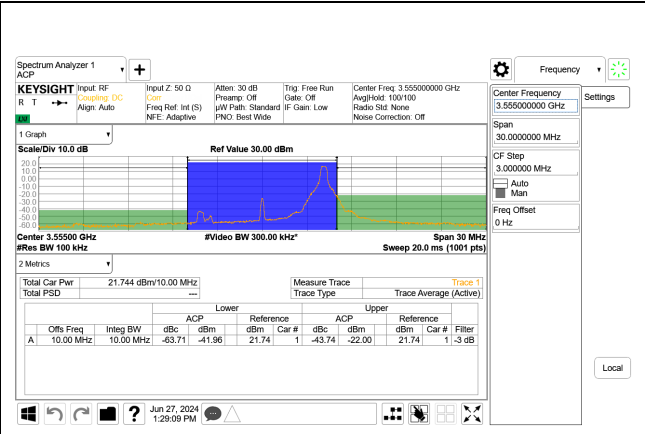 Spectrum Analyzer 1
ACP
+
Frequency
KEYSIGHT
R T
LXI
Input: RF
Coupling: DC
Align: Auto
Input Z: 50 Ω
Corr
Freq Ref: Int (S)
NFE: Adaptive
Atten: 30 dB
Preamp: Off
µW Path: Standard
PNO: Best Wide
Trig: Free Run
Gate: Off
IF Gain: Low
Center Freq: 3.555000000 GHz
Avg|Hold: 100/100
Radio Std: None
Noise Correction: Off
Center Frequency
3.555000000 GHz
Settings
Span
30.0000000 MHz
CF Step
3.000000 MHz
Auto
Man
Freq Offset
0 Hz
Local
1 Graph
Scale/Div 10.0 dB
Ref Value 30.00 dBm
20.0
10.0
0.00
-10.0
-20.0
-30.0
-40.0
-50.0
-60.0
Center 3.55500 GHz
#Video BW 300.00 kHz*
Span 30 MHz
#Res BW 100 kHz
Sweep 20.0 ms (1001 pts)
2 Metrics
Total Car Pwr 21.744 dBm/10.00 MHz Measure Trace Trace 1
Total PSD --- Trace Type Trace Average (Active)
Lower Upper
ACP Reference ACP Reference
Offs Freq Integ BW dBc dBm dBm Car # dBc dBm dBm Car # Filter
A 10.00 MHz 10.00 MHz -63.71 -41.96 21.74 1 -43.74 -22.00 21.74 1 -3 dB
?
Jun 27, 2024
1:29:09 PM